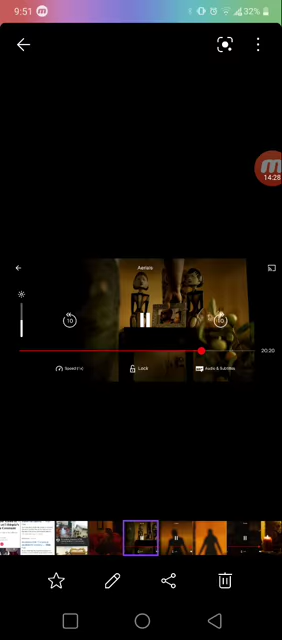 9:51
32%
14:28
Aerials
10
10
20:20
Speed (1x)
Lock
Audio & Subtitles